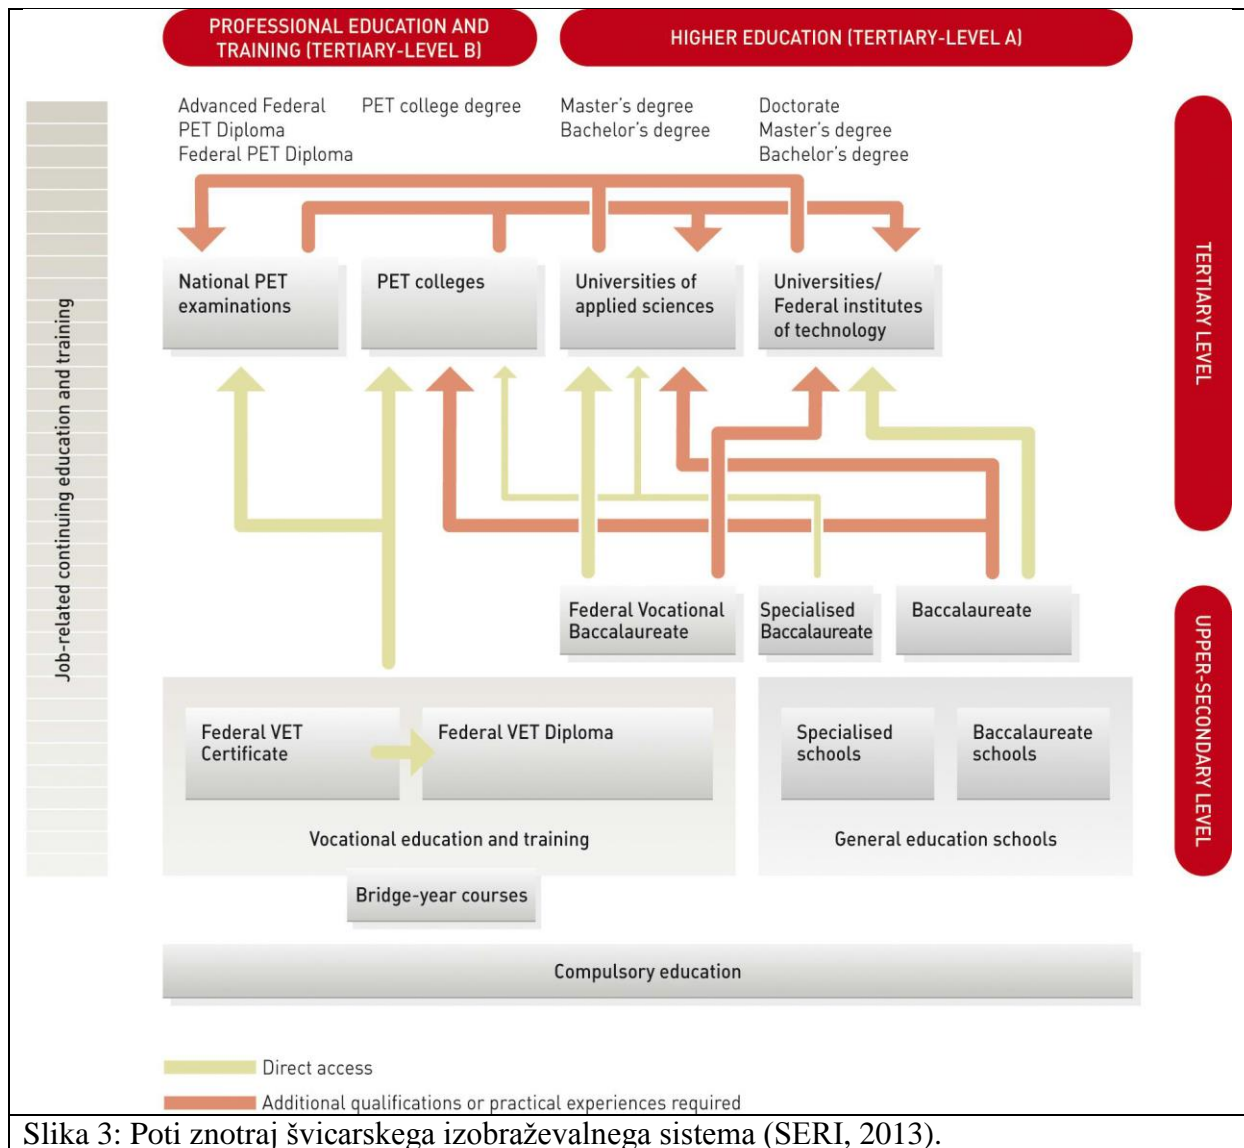 PROFESSIONAL EDUCATION AND
TRAINING (TERTIARY-LEVEL B)
HIGHER EDUCATION (TERTIARY-LEVEL A)
Advanced Federal
PET Diploma
Federal PET Diploma
PET college degree
Master's degree
Bachelor's degree
Doctorate
Master's degree
Bachelor's degree
National PET
examinations
PET colleges
Universities of
applied sciences
Universities/
Federal institutes
of technology
TERTIARY LEVEL
Job-related continuing education and training
Federal Vocational
Baccalaureate
Specialised
Baccalaureate
Baccalaureate
UPPER-SECONDARY LEVEL
Federal VET
Certificate
Federal VET Diploma
Specialised
schools
Baccalaureate
schools
Vocational education and training
General education schools
Bridge-year courses
Compulsory education
Direct access
Additional qualifications or practical experiences required
Slika 3: Poti znotraj švicarskega izobraževalnega sistema (SERI, 2013).